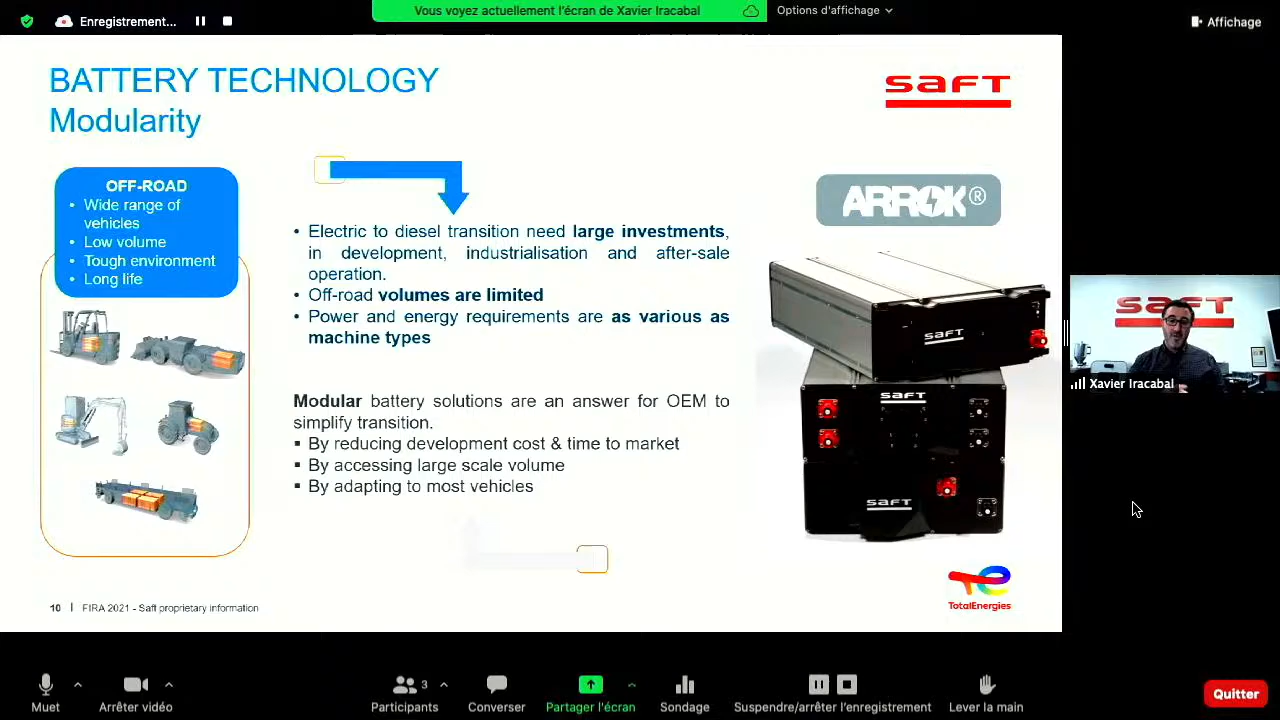 Enregistrement...
Vous voyez actuellement l'écran de Xavier Iracabal
Options d'affichage
Affichage
BATTERY TECHNOLOGY
Modularity
SAFT
OFF-ROAD
• Wide range of
vehicles
• Low volume
• Tough environment
• Long life
• Electric to diesel transition need large investments,
in development, industrialisation and after-sale
operation.
• Off-road volumes are limited
• Power and energy requirements are as various as
machine types
Modular battery solutions are an answer for OEM to
simplify transition.
▪ By reducing development cost & time to market
▪ By accessing large scale volume
▪ By adapting to most vehicles
ARROK®
SAFT
SAFT
SAFT
SAFT
Xavier Iracabal
TotalEnergies
10 | FIRA 2021 - Saft proprietary information
Muet
Arrêter vidéo
3
Participants
Converser
Partager l'écran
Sondage
Suspendre/arrêter l'enregistrement
Lever la main
Quitter